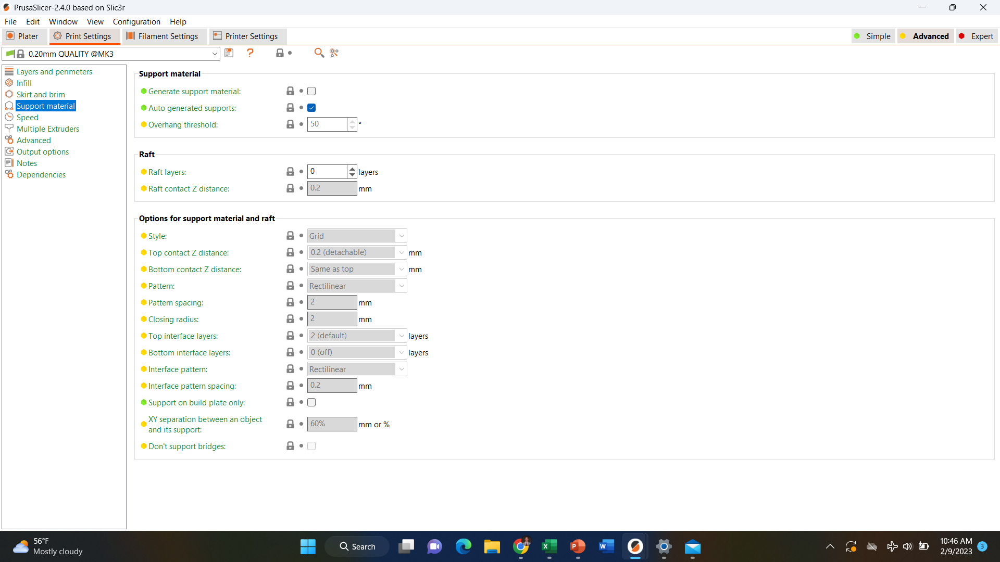 PrusaSlicer-2.4.0 based on Slic3r
File Edit Window View Configuration Help
Plater Print Settings Filament Settings Printer Settings Simple Advanced Expert
0.20mm QUALITY @MK3
Layers and perimeters
Infill
Skirt and brim
Support material
Speed
Multiple Extruders
Advanced
Output options
Notes
Dependencies
Support material
Generate support material:
Auto generated supports:
Overhang threshold: 50 °
Raft
Raft layers: 0 layers
Raft contact Z distance: 0.2 mm
Options for support material and raft
Style: Grid
Top contact Z distance: 0.2 (detachable) mm
Bottom contact Z distance: Same as top mm
Pattern: Rectilinear
Pattern spacing: 2 mm
Closing radius: 2 mm
Top interface layers: 2 (default) layers
Bottom interface layers: 0 (off) layers
Interface pattern: Rectilinear
Interface pattern spacing: 0.2 mm
Support on build plate only:
XY separation between an object
and its support: 60% mm or %
Don't support bridges:
56°F
Mostly cloudy
Search
10:46 AM
2/9/2023
3